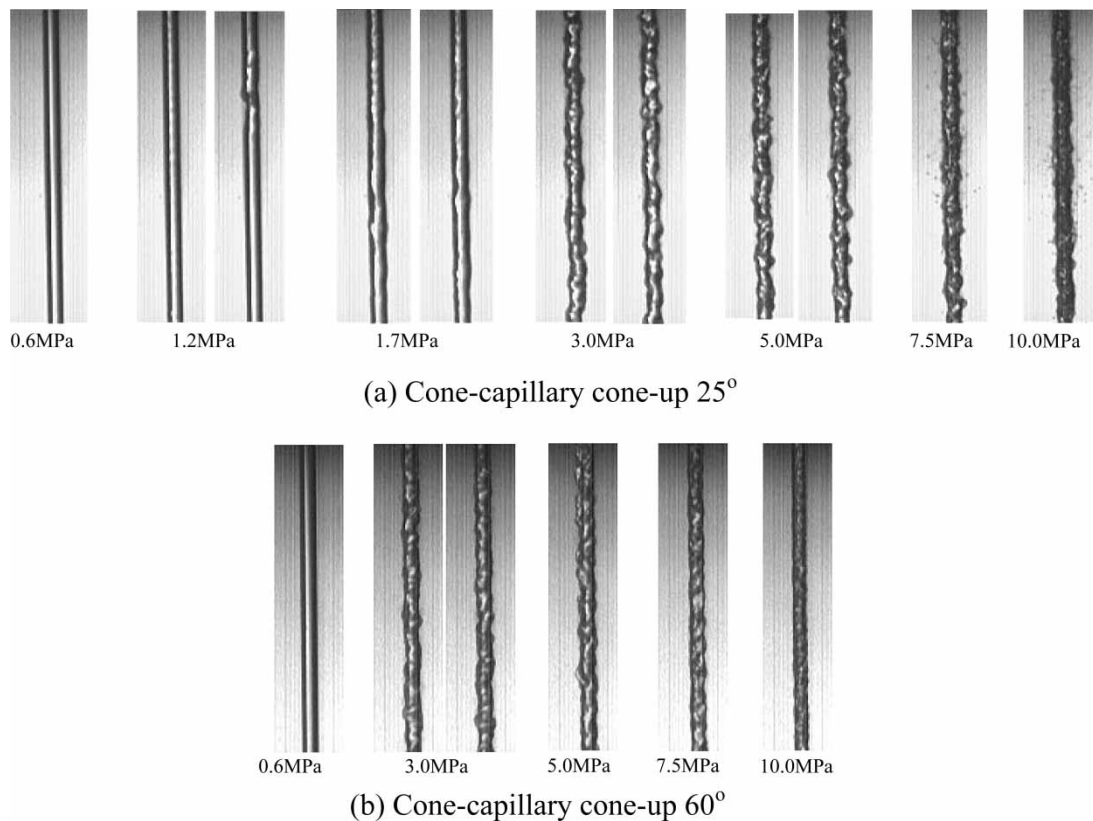 0.6MPa 1.2MPa 1.7MPa 3.0MPa 5.0MPa 7.5MPa 10.0MPa
(a) Cone-capillary cone-up 25°
0.6MPa 3.0MPa 5.0MPa 7.5MPa 10.0MPa
(b) Cone-capillary cone-up 60°